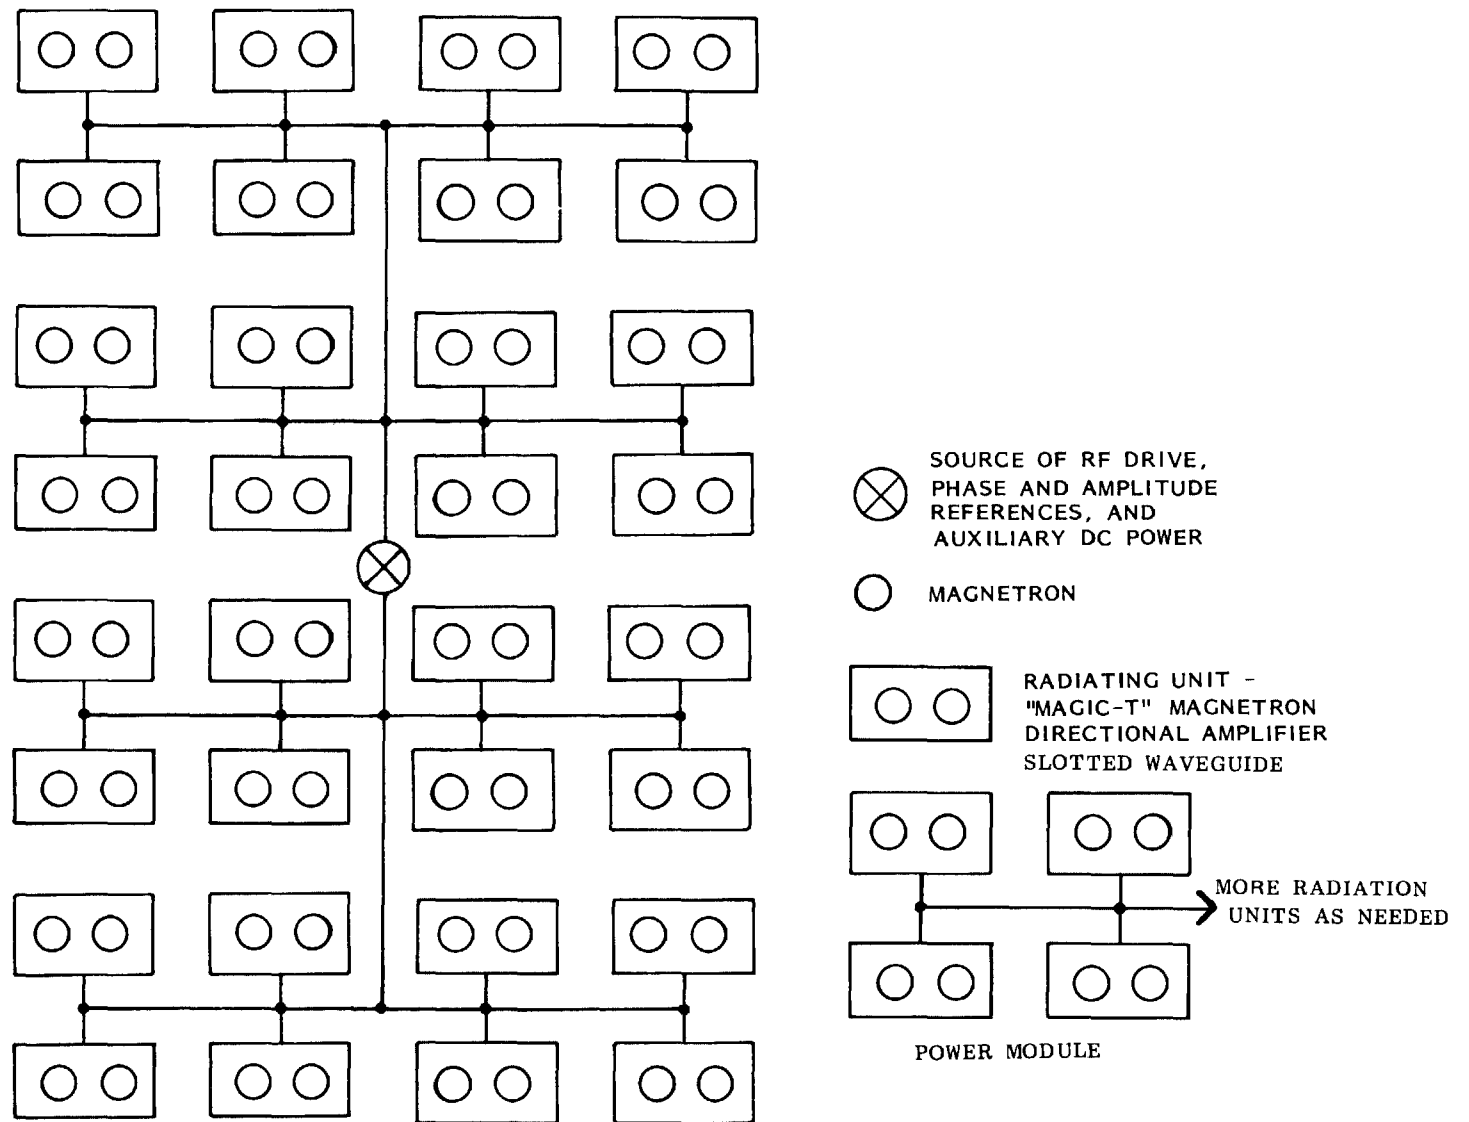 SOURCE OF RF DRIVE,
PHASE AND AMPLITUDE
REFERENCES, AND
AUXILIARY DC POWER
MAGNETRON
RADIATING UNIT -
"MAGIC-T" MAGNETRON
DIRECTIONAL AMPLIFIER
SLOTTED WAVEGUIDE
MORE RADIATION
UNITS AS NEEDED
POWER MODULE